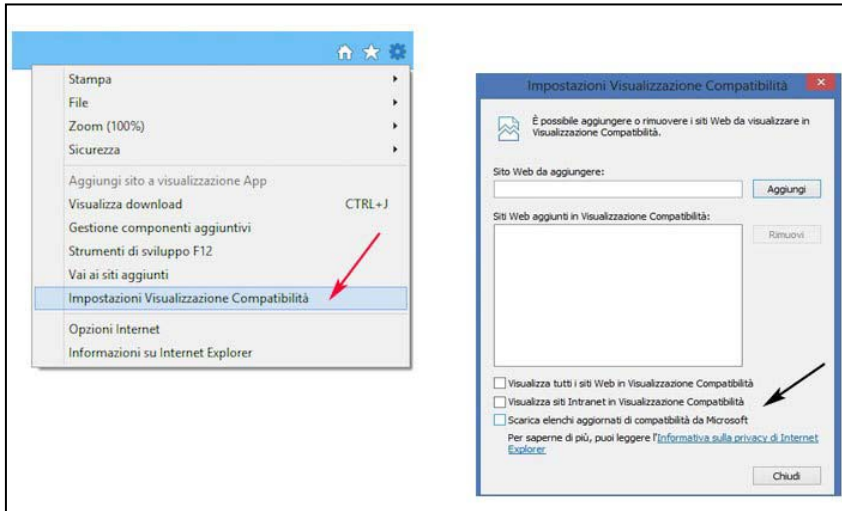 Stampa
File
Zoom (100%)
Sicurezza
Aggiungi sito a visualizzazione App
Visualizza download CTRL+J
Gestione componenti aggiuntivi
Strumenti di sviluppo F12
Vai ai siti aggiunti
Impostazioni Visualizzazione Compatibilità
Opzioni Internet
Informazioni su Internet Explorer
Impostazioni Visualizzazione Compatibilità
È possibile aggiungere o rimuovere i siti Web da visualizzare in
Visualizzazione Compatibilità.
Sito Web da aggiungere:
Aggiungi
Siti Web aggiunti in Visualizzazione Compatibilità:
Rimuovi
Visualizza tutti i siti Web in Visualizzazione Compatibilità
Visualizza siti Intranet in Visualizzazione Compatibilità
Scarica elenchi aggiornati di compatibilità da Microsoft
Per saperne di più, puoi leggere l'Informativa sulla privacy di Internet
Explorer
Chiudi